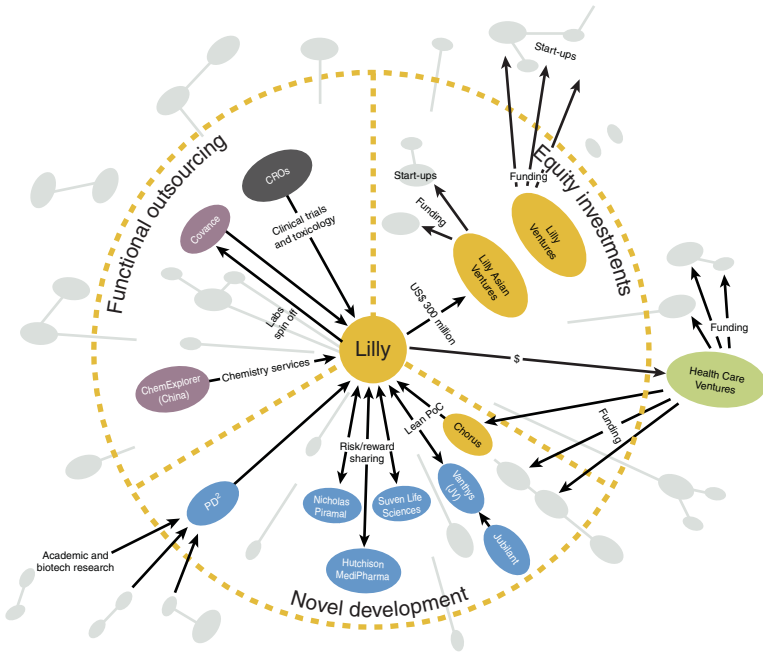 Start-ups
Functional outsourcing
Equity investments
CROs
Start-ups
Funding
Covance
Clinical trials
and toxicology
Funding
Lilly
Ventures
Lilly Asian
Ventures
US$ 300 million
Labs
spin off
Funding
Lilly
$
ChemExplorer
(China)
Chemistry services
Health Care
Ventures
Lean PoC
Chorus
Funding
Risk/reward
sharing
PD²
Nicholas
Piramal
Suven Life
Sciences
Vanthys
(JV)
Jubilant
Academic and
biotech research
Hutchison
MediPharma
Novel development